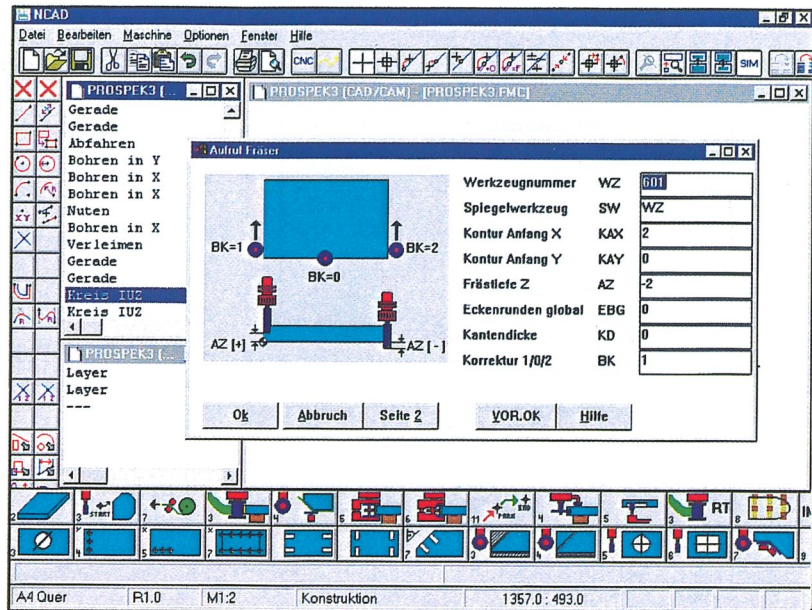 NCAD
Datei Bearbeiten Maschine Optionen Fenster Hilfe
CNC SIM
PROSPEK3 (...
PROSPEK3 (CAD/CAM) - [PROSPEK3.FMC]
Gerade
Gerade
Abfahren
Bohren in Y
Bohren in X
Bohren in X
Nuten
Bohren in X
Verleimen
Gerade
Gerade
Kreis IUZ
Kreis IUZ
PROSPEK3 (...
Layer
Layer
---
Aufruf Fräser
BK=1
BK=0
BK=2
AZ [+]
AZ [-]
Werkzeugnummer WZ 601
Spiegelwerkzeug SW WZ
Kontur Anfang X KAX 2
Kontur Anfang Y KAY 0
Frästiefe Z AZ -2
Eckenrunden global EBG 0
Kantendicke KD 0
Korrektur 1/0/2 BK 1
Ok Abbruch Seite 2 VOR.OK Hilfe
START PARK END RT
A4 Quer R1.0 M1:2 Konstruktion 1357.0 : 493.0